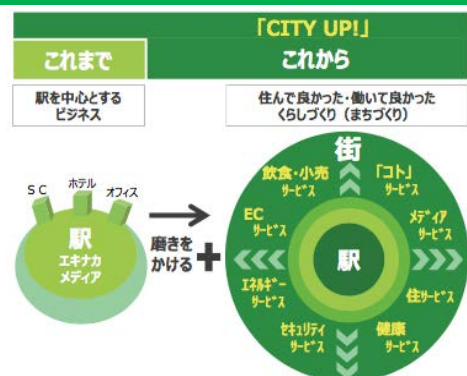 「CITY UP!」
これまで
これから
駅を中心とする
ビジネス
住んで良かった・働いて良かった
くらしづくり（まちづくり）
SC
ホテル
オフィス
駅
エキナカ
メディア
磨きを
かける
+
街
飲食・小売
サービス
「コト」
サービス
EC
サービス
メディア
サービス
駅
エネルギー
サービス
住サービス
セキュリティ
サービス
健康
サービス